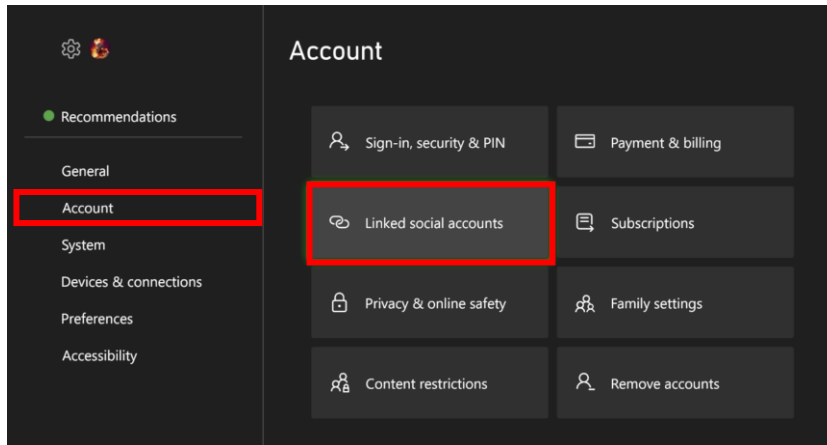 Account
Recommendations
General
Account
System
Devices & connections
Preferences
Accessibility
Sign-in, security & PIN
Payment & billing
Linked social accounts
Subscriptions
Privacy & online safety
Family settings
Content restrictions
Remove accounts